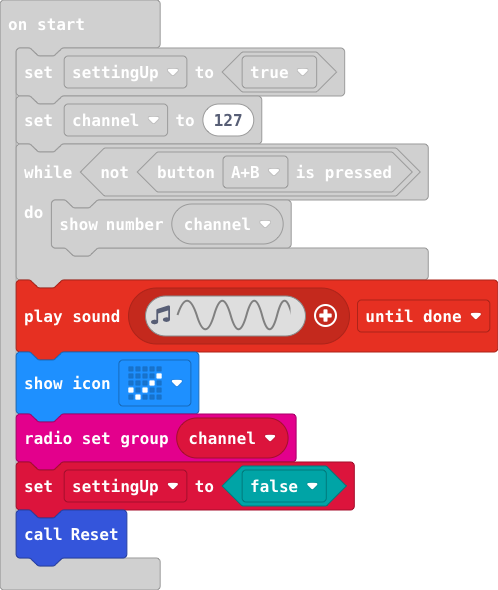 on start
set settingUp to true
set channel to 127
while not button A+B is pressed
do show number channel
play sound until done
show icon
radio set group channel
set settingUp to false
call Reset